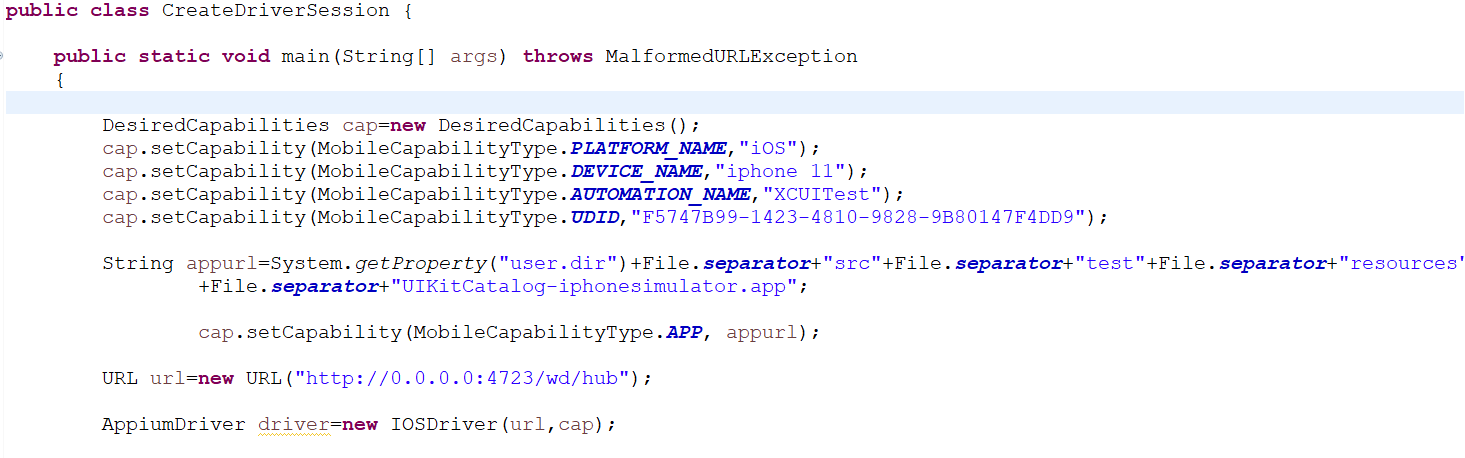 public class CreateDriverSession {
public static void main(String[] args) throws MalformedURLException
{
DesiredCapabilities cap=new DesiredCapabilities();
cap.setCapability(MobileCapabilityType.PLATFORM_NAME,"iOS");
cap.setCapability(MobileCapabilityType.DEVICE_NAME,"iphone 11");
cap.setCapability(MobileCapabilityType.AUTOMATION_NAME,"XCUITest");
cap.setCapability(MobileCapabilityType.UDID,"F5747B99-1423-4810-9828-9B80147F4DD9");
String appurl=System.getProperty("user.dir")+File.separator+"src"+File.separator+"test"+File.separator+"resources"
+File.separator+"UIKitCatalog-iphonesimulator.app";
cap.setCapability(MobileCapabilityType.APP, appurl);
URL url=new URL("http://0.0.0.0:4723/wd/hub");
AppiumDriver driver=new IOSDriver(url,cap);